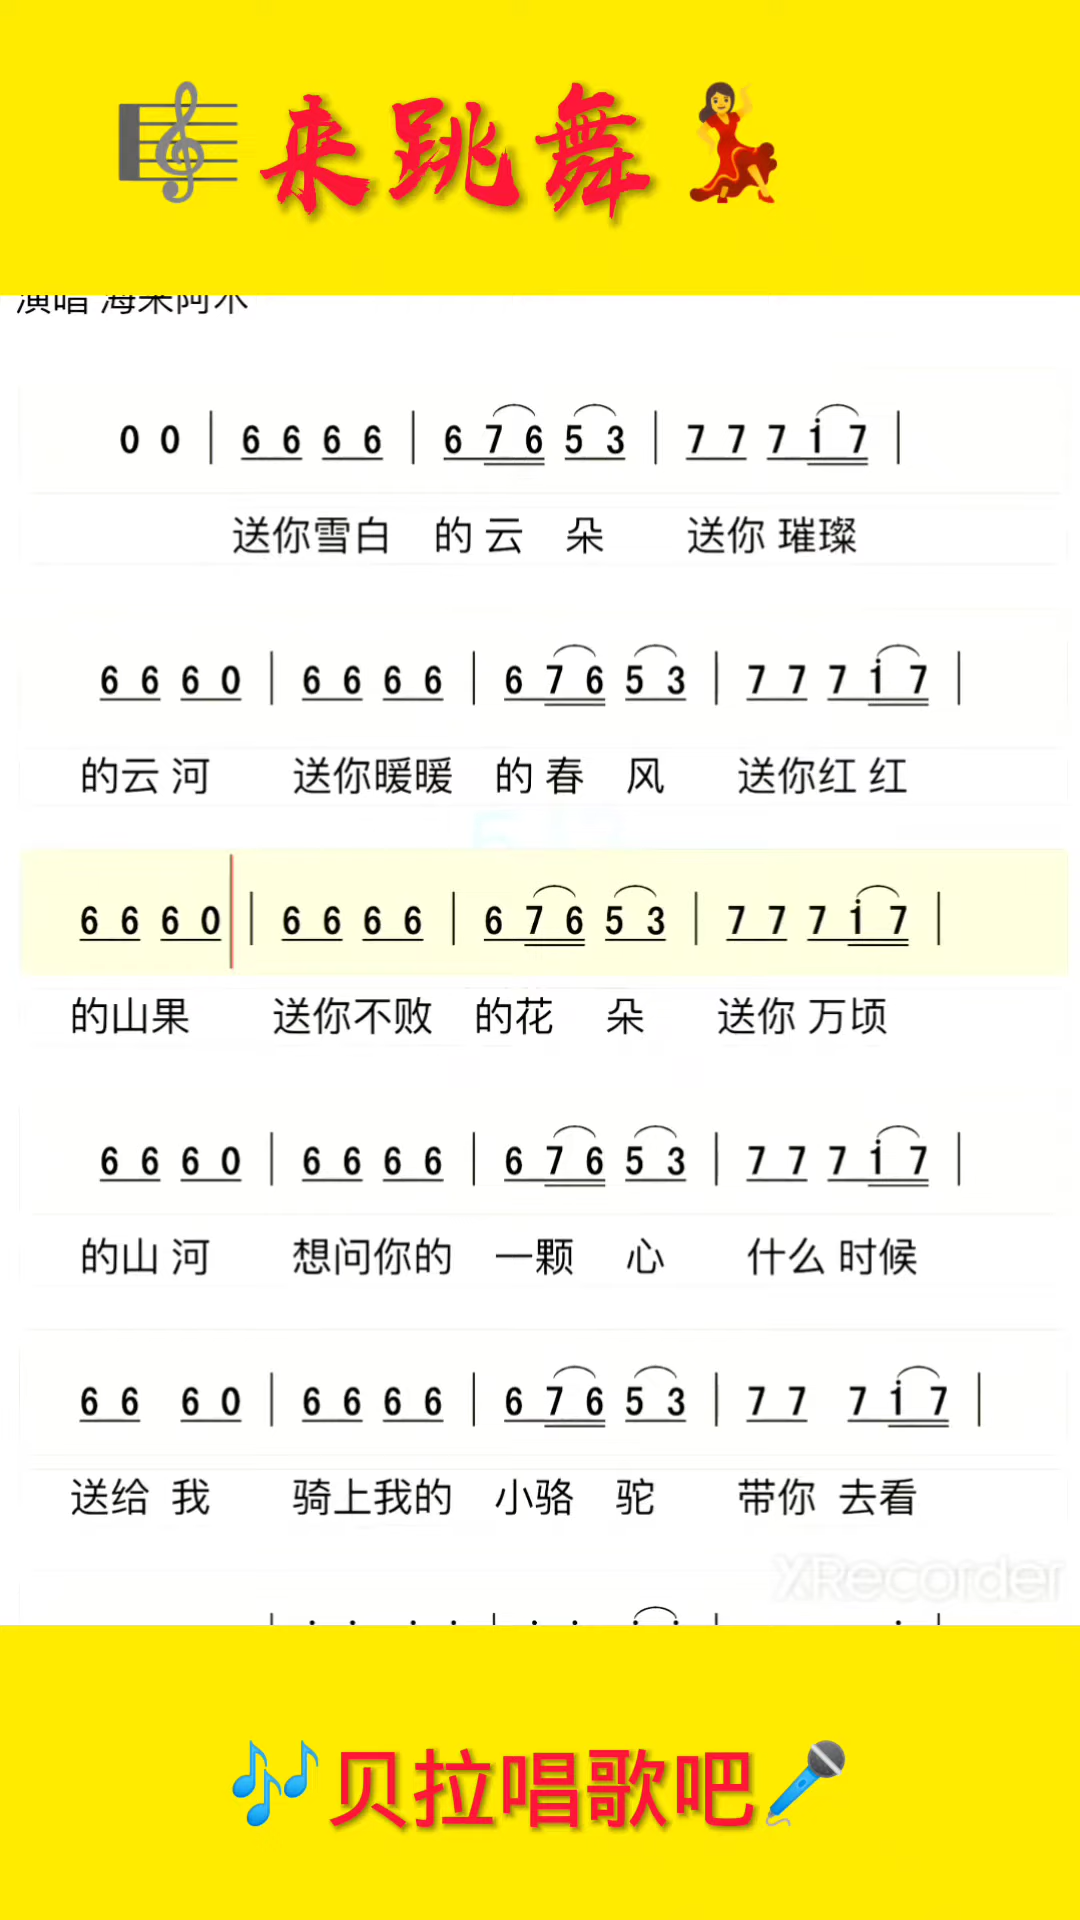 来跳舞
演唱 海来阿木
0 0 | 6 6 6 6 | 6 7 6 5 3 | 7 7 7 i 7 |
送你雪白 的 云 朵 送你 璀璨
6 6 6 0 | 6 6 6 6 | 6 7 6 5 3 | 7 7 7 i 7 |
的云 河 送你暖暖 的 春 风 送你红 红
6 6 6 0 | 6 6 6 6 | 6 7 6 5 3 | 7 7 7 i 7 |
的山果 送你不败 的花 朵 送你 万顷
6 6 6 0 | 6 6 6 6 | 6 7 6 5 3 | 7 7 7 i 7 |
的山 河 想问你的 一颗 心 什么 时候
6 6 6 0 | 6 6 6 6 | 6 7 6 5 3 | 7 7 7 i 7 |
送给 我 骑上我的 小骆 驼 带你 去看
XRecorder
贝拉唱歌吧